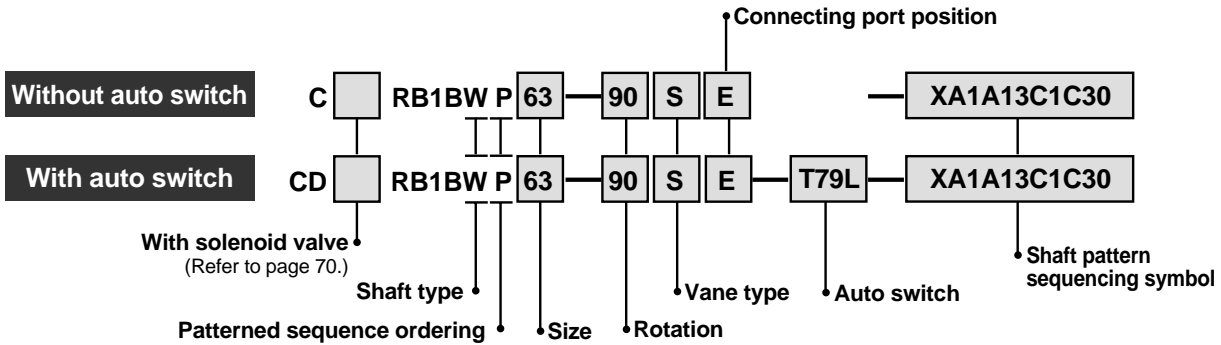 Connecting port position
Without auto switch C RB1BW P 63 — 90 S E — XA1A13C1C30
With auto switch CD RB1BW P 63 — 90 S E — T79L — XA1A13C1C30
With solenoid valve
(Refer to page 70.)
Shaft type
Patterned sequence ordering
Size
Rotation
Vane type
Auto switch
Shaft pattern
sequencing symbol